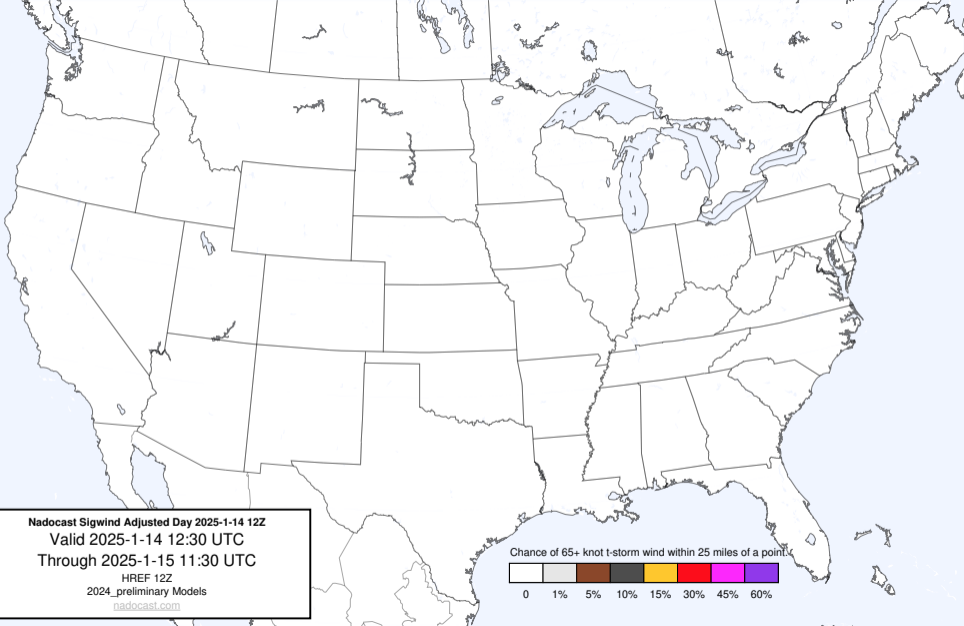 Nadocast Sigwind Adjusted Day 2025-1-14 12Z
Valid 2025-1-14 12:30 UTC
Through 2025-1-15 11:30 UTC
HREF 12Z
2024_preliminary Models
nadocast.com
Chance of 65+ knot t-storm wind within 25 miles of a point.
0 1% 5% 10% 15% 30% 45% 60%